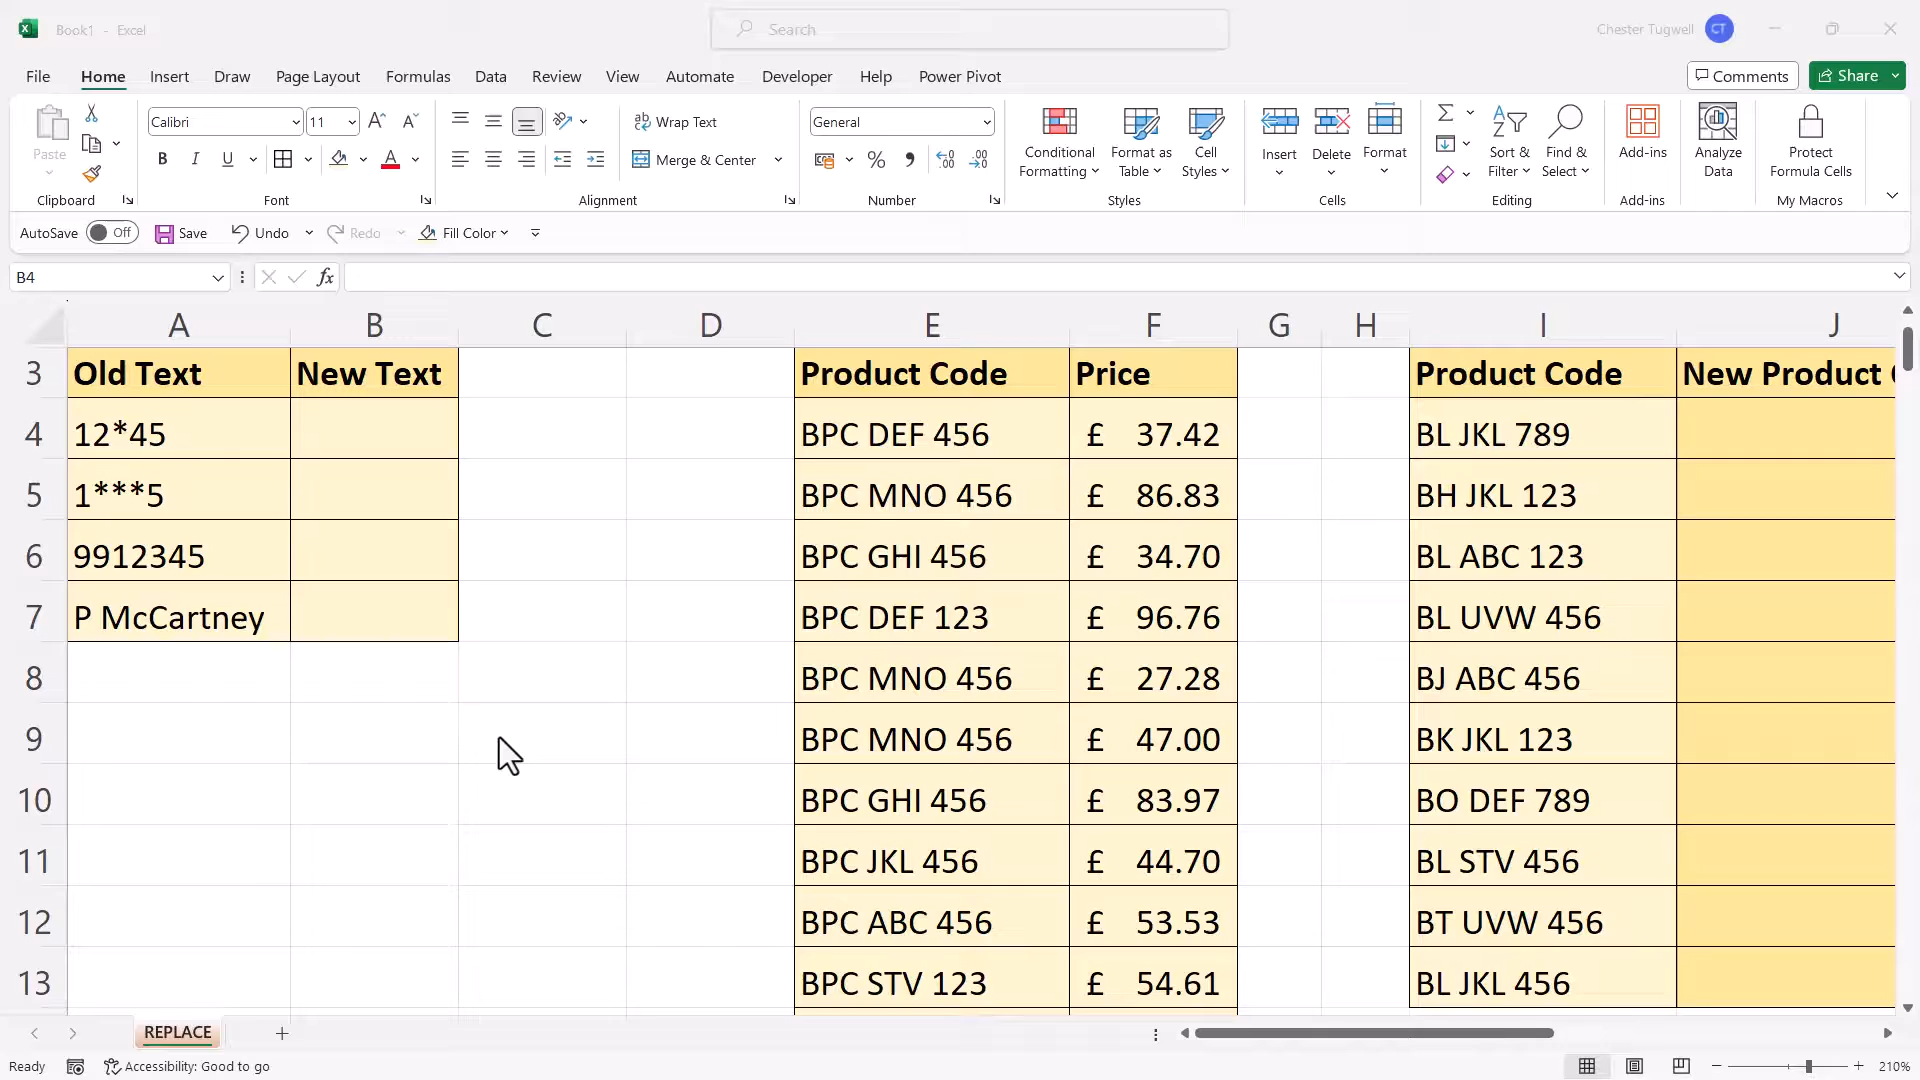 Book1 - Excel
Search
Chester Tugwell CT
File Home Insert Draw Page Layout Formulas Data Review View Automate Developer Help Power Pivot
Comments Share
Paste
Clipboard
Calibri 11
B I U
Font
Wrap Text
Merge & Center
Alignment
General
Number
Conditional Formatting
Format as Table
Cell Styles
Styles
Insert Delete Format
Cells
Sort & Filter
Find & Select
Editing
Add-ins
Add-ins
Analyze Data
Protect Formula Cells
My Macros
AutoSave Off Save Undo Redo Fill Color
B4 fx
A B C D E F G H I J
3 Old Text New Text Product Code Price Product Code New Product
4 12*45 BPC DEF 456 £ 37.42 BL JKL 789
5 1***5 BPC MNO 456 £ 86.83 BH JKL 123
6 9912345 BPC GHI 456 £ 34.70 BL ABC 123
7 P McCartney BPC DEF 123 £ 96.76 BL UVW 456
8 BPC MNO 456 £ 27.28 BJ ABC 456
9 BPC MNO 456 £ 47.00 BK JKL 123
10 BPC GHI 456 £ 83.97 BO DEF 789
11 BPC JKL 456 £ 44.70 BL STV 456
12 BPC ABC 456 £ 53.53 BT UVW 456
13 BPC STV 123 £ 54.61 BL JKL 456
REPLACE
Ready Accessibility: Good to go 210%